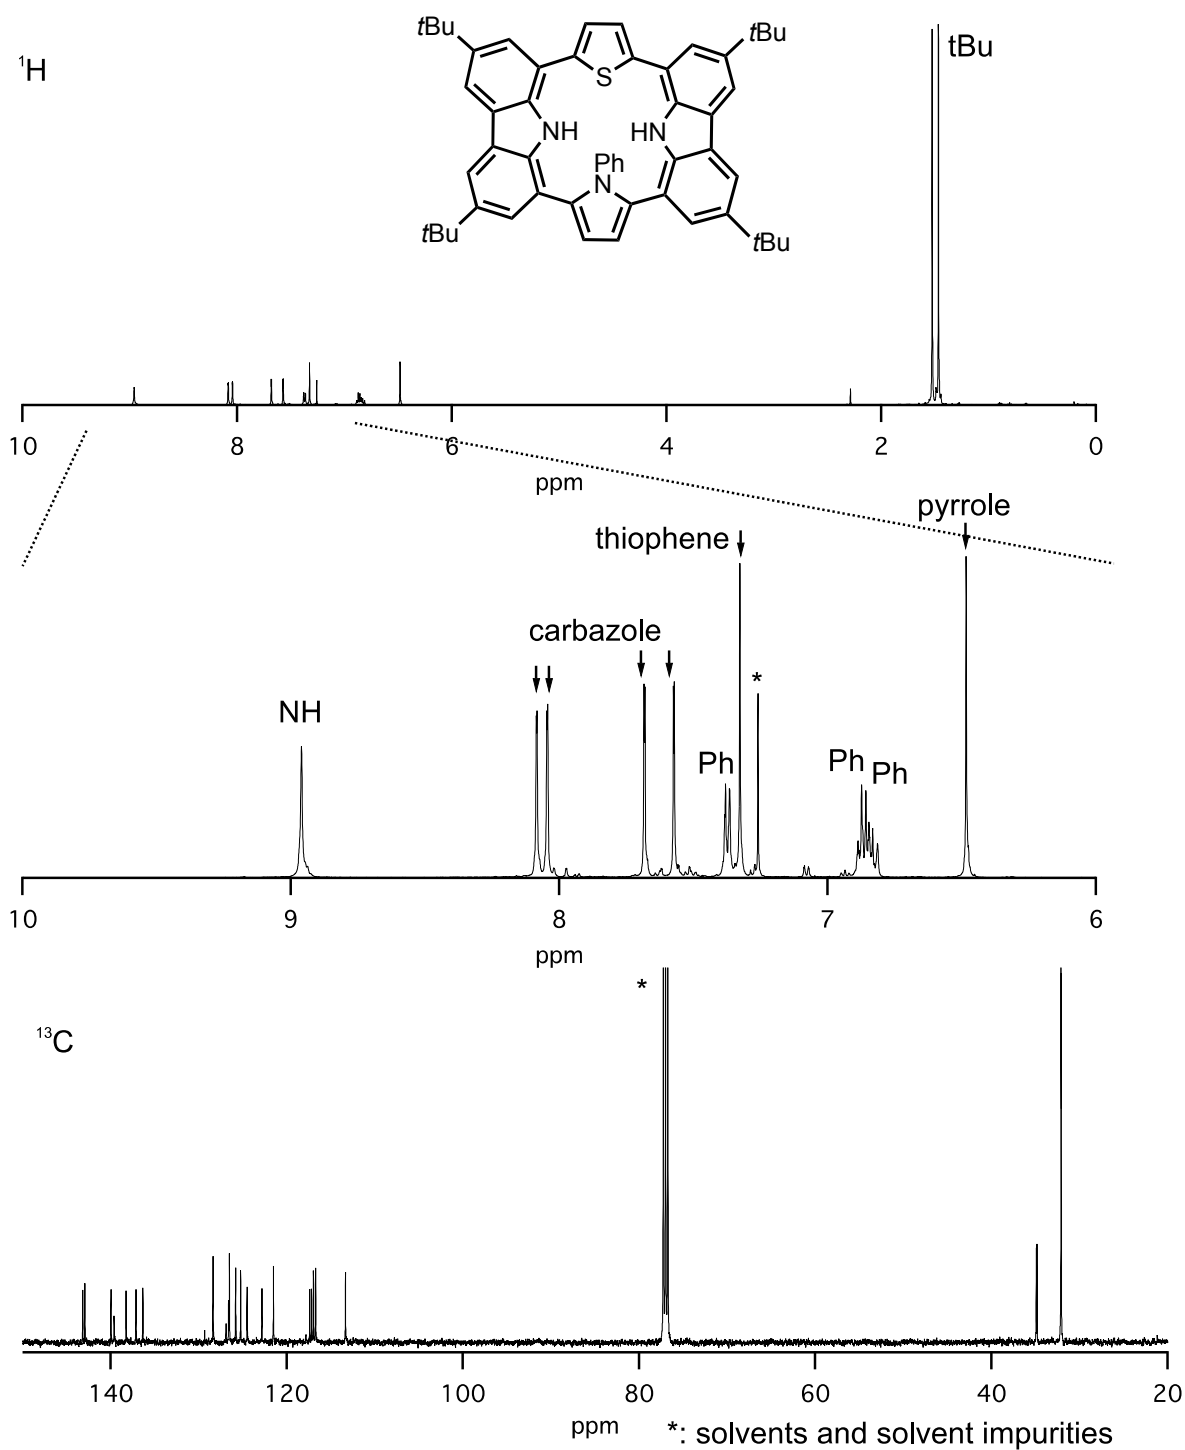 tBu
tBu
tBu
1H
S
NH
HN
Ph
N
tBu
tBu
10
8
6
4
2
0
ppm
pyrrole
thiophene
carbazole
*
NH
Ph
Ph
Ph
10
9
8
7
6
ppm
*
13C
140
120
100
80
60
40
20
ppm
*: solvents and solvent impurities